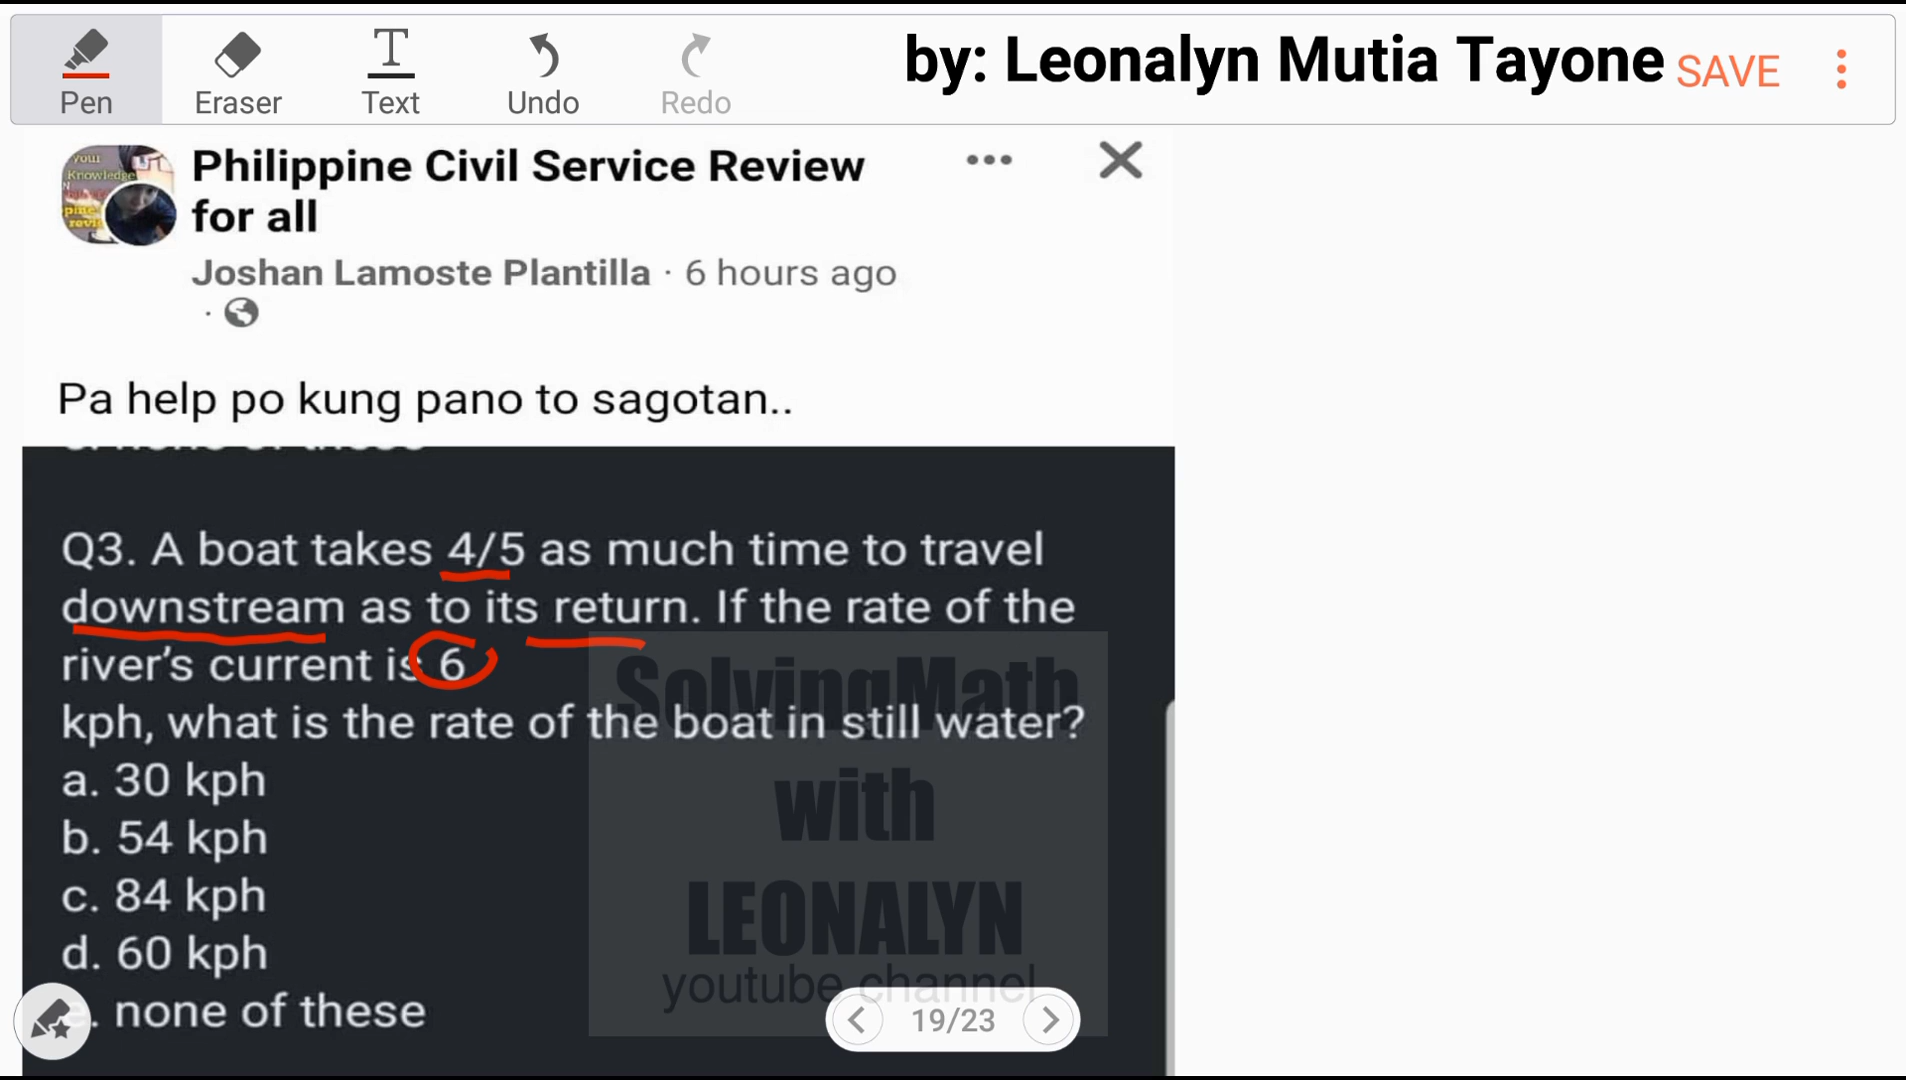 Pen
Eraser
Text
Undo
Redo
by: Leonalyn Mutia Tayone
SAVE
your
Knowledge
Philippine Civil Service Review
for all
Joshan Lamoste Plantilla · 6 hours ago
Pa help po kung pano to sagotan..
Q3. A boat takes 4/5 as much time to travel
downstream as to its return. If the rate of the
river's current is 6
kph, what is the rate of the boat in still water?
a. 30 kph
b. 54 kph
c. 84 kph
d. 60 kph
. none of these
SolvingMath
with
LEONALYN
youtube channel
19/23